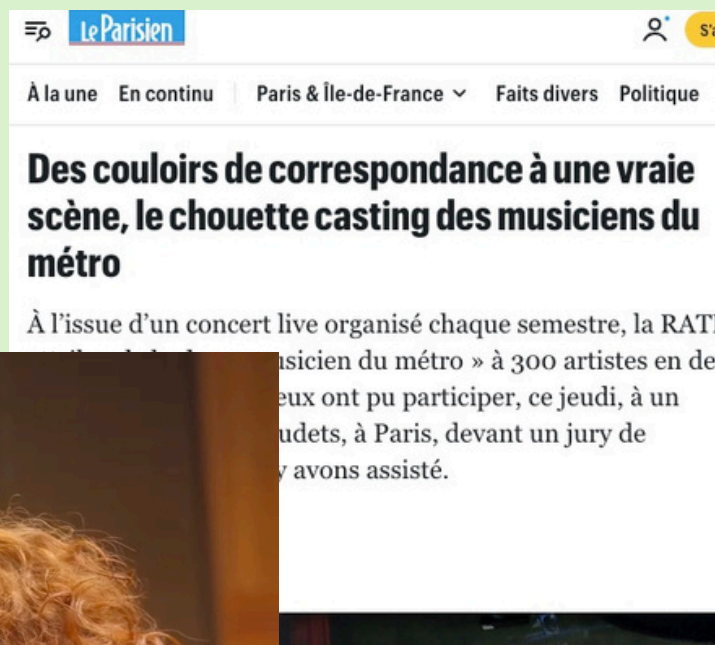 Le Parisien
S'a
À la une En continu Paris & Île-de-France Faits divers Politique
Des couloirs de correspondance à une vraie
scène, le chouette casting des musiciens du
métro
À l’issue d’un concert live organisé chaque semestre, la RATP
usicien du métro » à 300 artistes en de
eux ont pu participer, ce jeudi, à un
udets, à Paris, devant un jury de
y avons assisté.